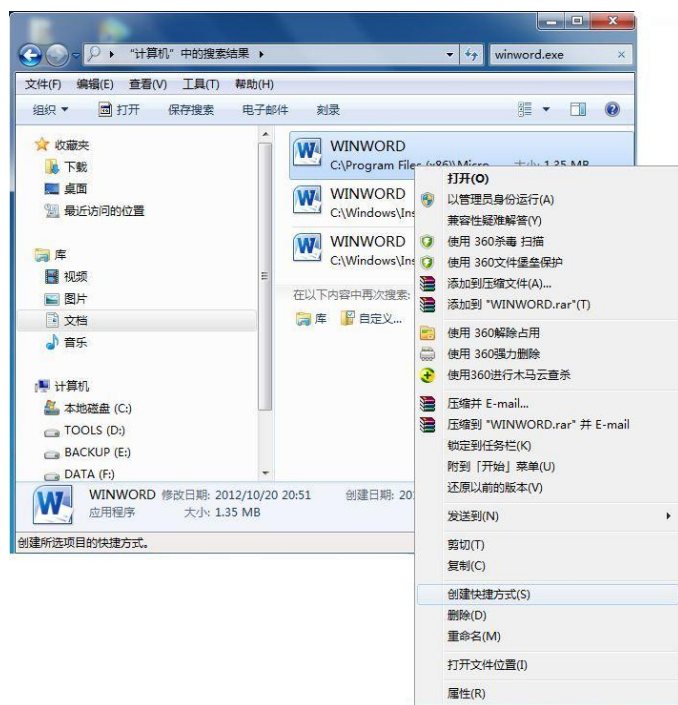 "计算机"中的搜索结果
winword.exe
文件(F) 编辑(E) 查看(V) 工具(T) 帮助(H)
组织 打开 保存搜索 电子邮件 刻录
收藏夹
下载
桌面
最近访问的位置
库
视频
图片
文档
音乐
计算机
本地磁盘 (C:)
TOOLS (D:)
BACKUP (E:)
DATA (F:)
WINWORD
C:\Program Files (x86)\Micro... 大小: 1.35 MB
WINWORD
C:\Windows\Ins
WINWORD
C:\Windows\Ins
在以下内容中再次搜索:
库 自定义...
打开(O)
以管理员身份运行(A)
兼容性疑难解答(Y)
使用 360杀毒 扫描
使用 360文件堡垒保护
添加到压缩文件(A)...
添加到 "WINWORD.rar"(T)
使用 360解除占用
使用 360强力删除
使用360进行木马云查杀
压缩并 E-mail...
压缩到 "WINWORD.rar" 并 E-mail
锁定到任务栏(K)
附到「开始」菜单(U)
还原以前的版本(V)
发送到(N)
剪切(T)
复制(C)
创建快捷方式(S)
删除(D)
重命名(M)
打开文件位置(I)
属性(R)
WINWORD 修改日期: 2012/10/20 20:51 创建日期: 20
应用程序 大小: 1.35 MB
创建所选项目的快捷方式。